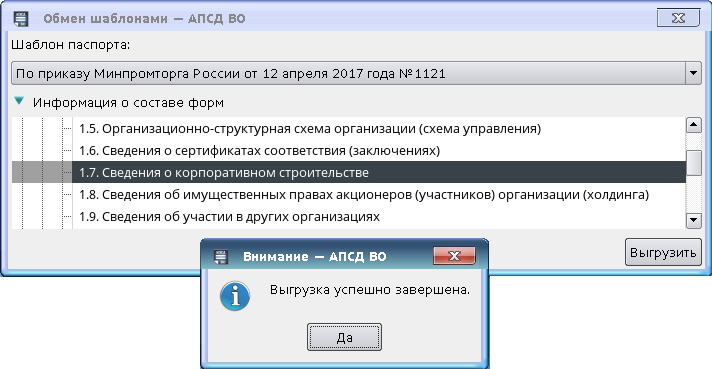 Обмен шаблонами — АПСД ВО
Шаблон паспорта:
По приказу Минпромторга России от 12 апреля 2017 года №1121
Информация о составе форм
1.5. Организационно-структурная схема организации (схема управления)
1.6. Сведения о сертификатах соответствия (заключениях)
1.7. Сведения о корпоративном строительстве
1.8. Сведения об имущественных правах акционеров (участников) организации (холдинга)
1.9. Сведения об участии в других организациях
Выгрузить
Внимание — АПСД ВО
Выгрузка успешно завершена.
Да